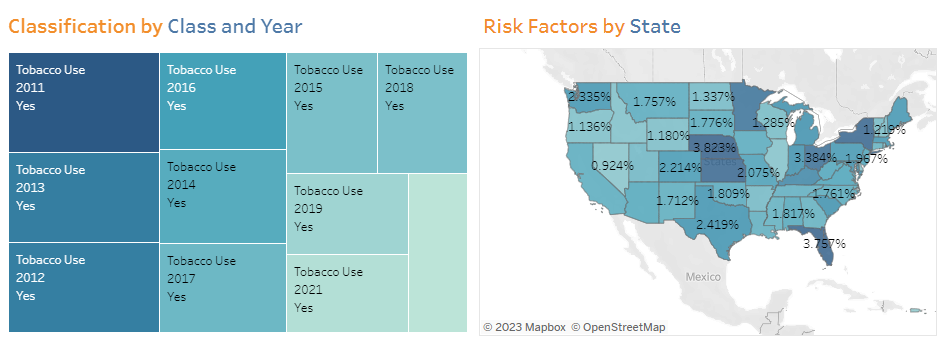 Classification by Class and Year
Tobacco Use
2011
Yes
Tobacco Use
2013
Yes
Tobacco Use
2012
Yes
Tobacco Use
2016
Yes
Tobacco Use
2014
Yes
Tobacco Use
2017
Yes
Tobacco Use
2015
Yes
Tobacco Use
2018
Yes
Tobacco Use
2019
Yes
Tobacco Use
2021
Yes
Risk Factors by State
2.335%
1.757%
1.337%
1.136%
1.776%
1.285%
1.219%
1.180%
3.823%
0.924%
2.214%
2.075%
3.384%
1.967%
1.712%
1.809%
1.761%
2.419%
1.817%
3.757%
Mexico
© 2023 Mapbox © OpenStreetMap